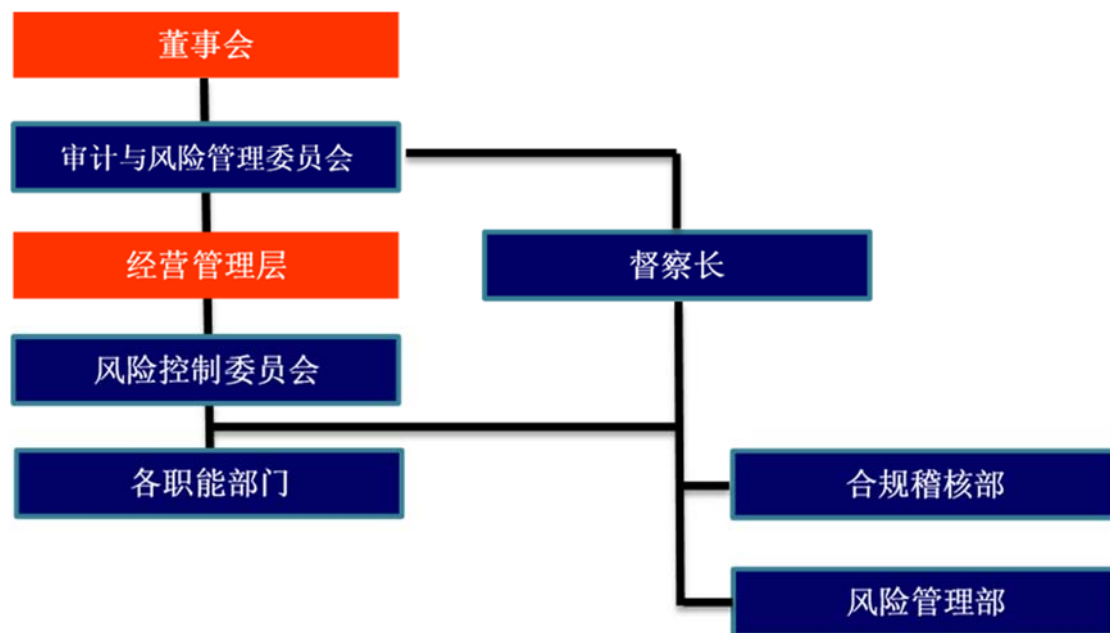 董事会
审计与风险管理委员会
经营管理层
督察长
风险控制委员会
各职能部门
合规稽核部
风险管理部